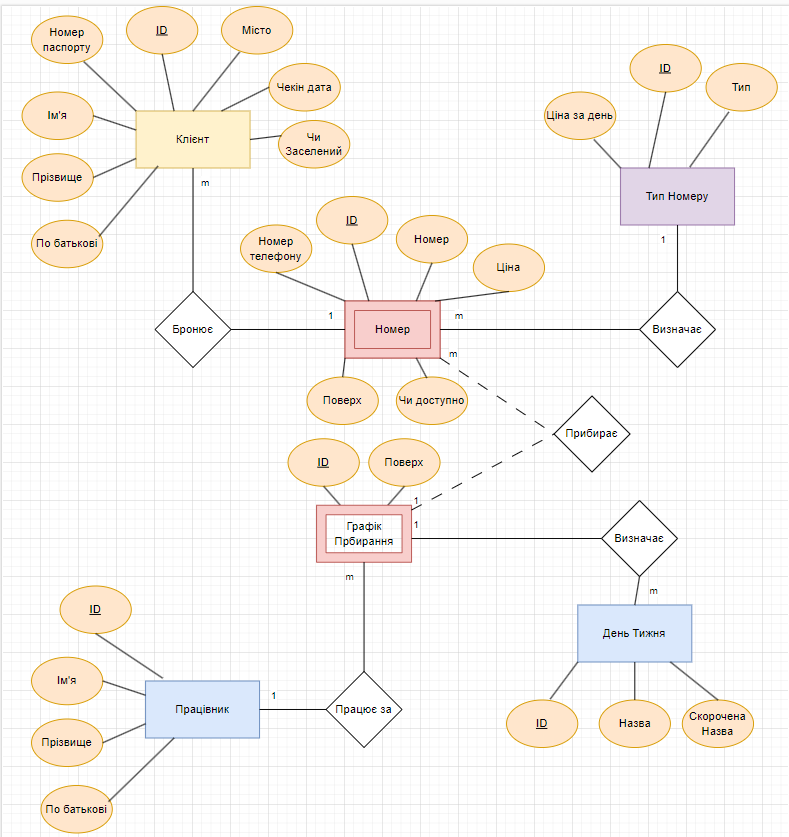 Номер
паспорту
ID
Місто
Чекін дата
Ім'я
Клієнт
Чи
Заселений
Прізвище
По батькові
m
ID
Тип
Ціна за день
Тип Номеру
1
Номер
телефону
ID
Номер
Ціна
Бронює
1
Номер
m
Визначає
m
Поверх
Чи доступно
Прибирає
ID
Поверх
1
1
Графік
Прбирання
m
Визначає
m
День Тижня
ID
Назва
Скорочена
Назва
ID
Ім'я
Прізвище
По батькові
Працівник
1
Працює за